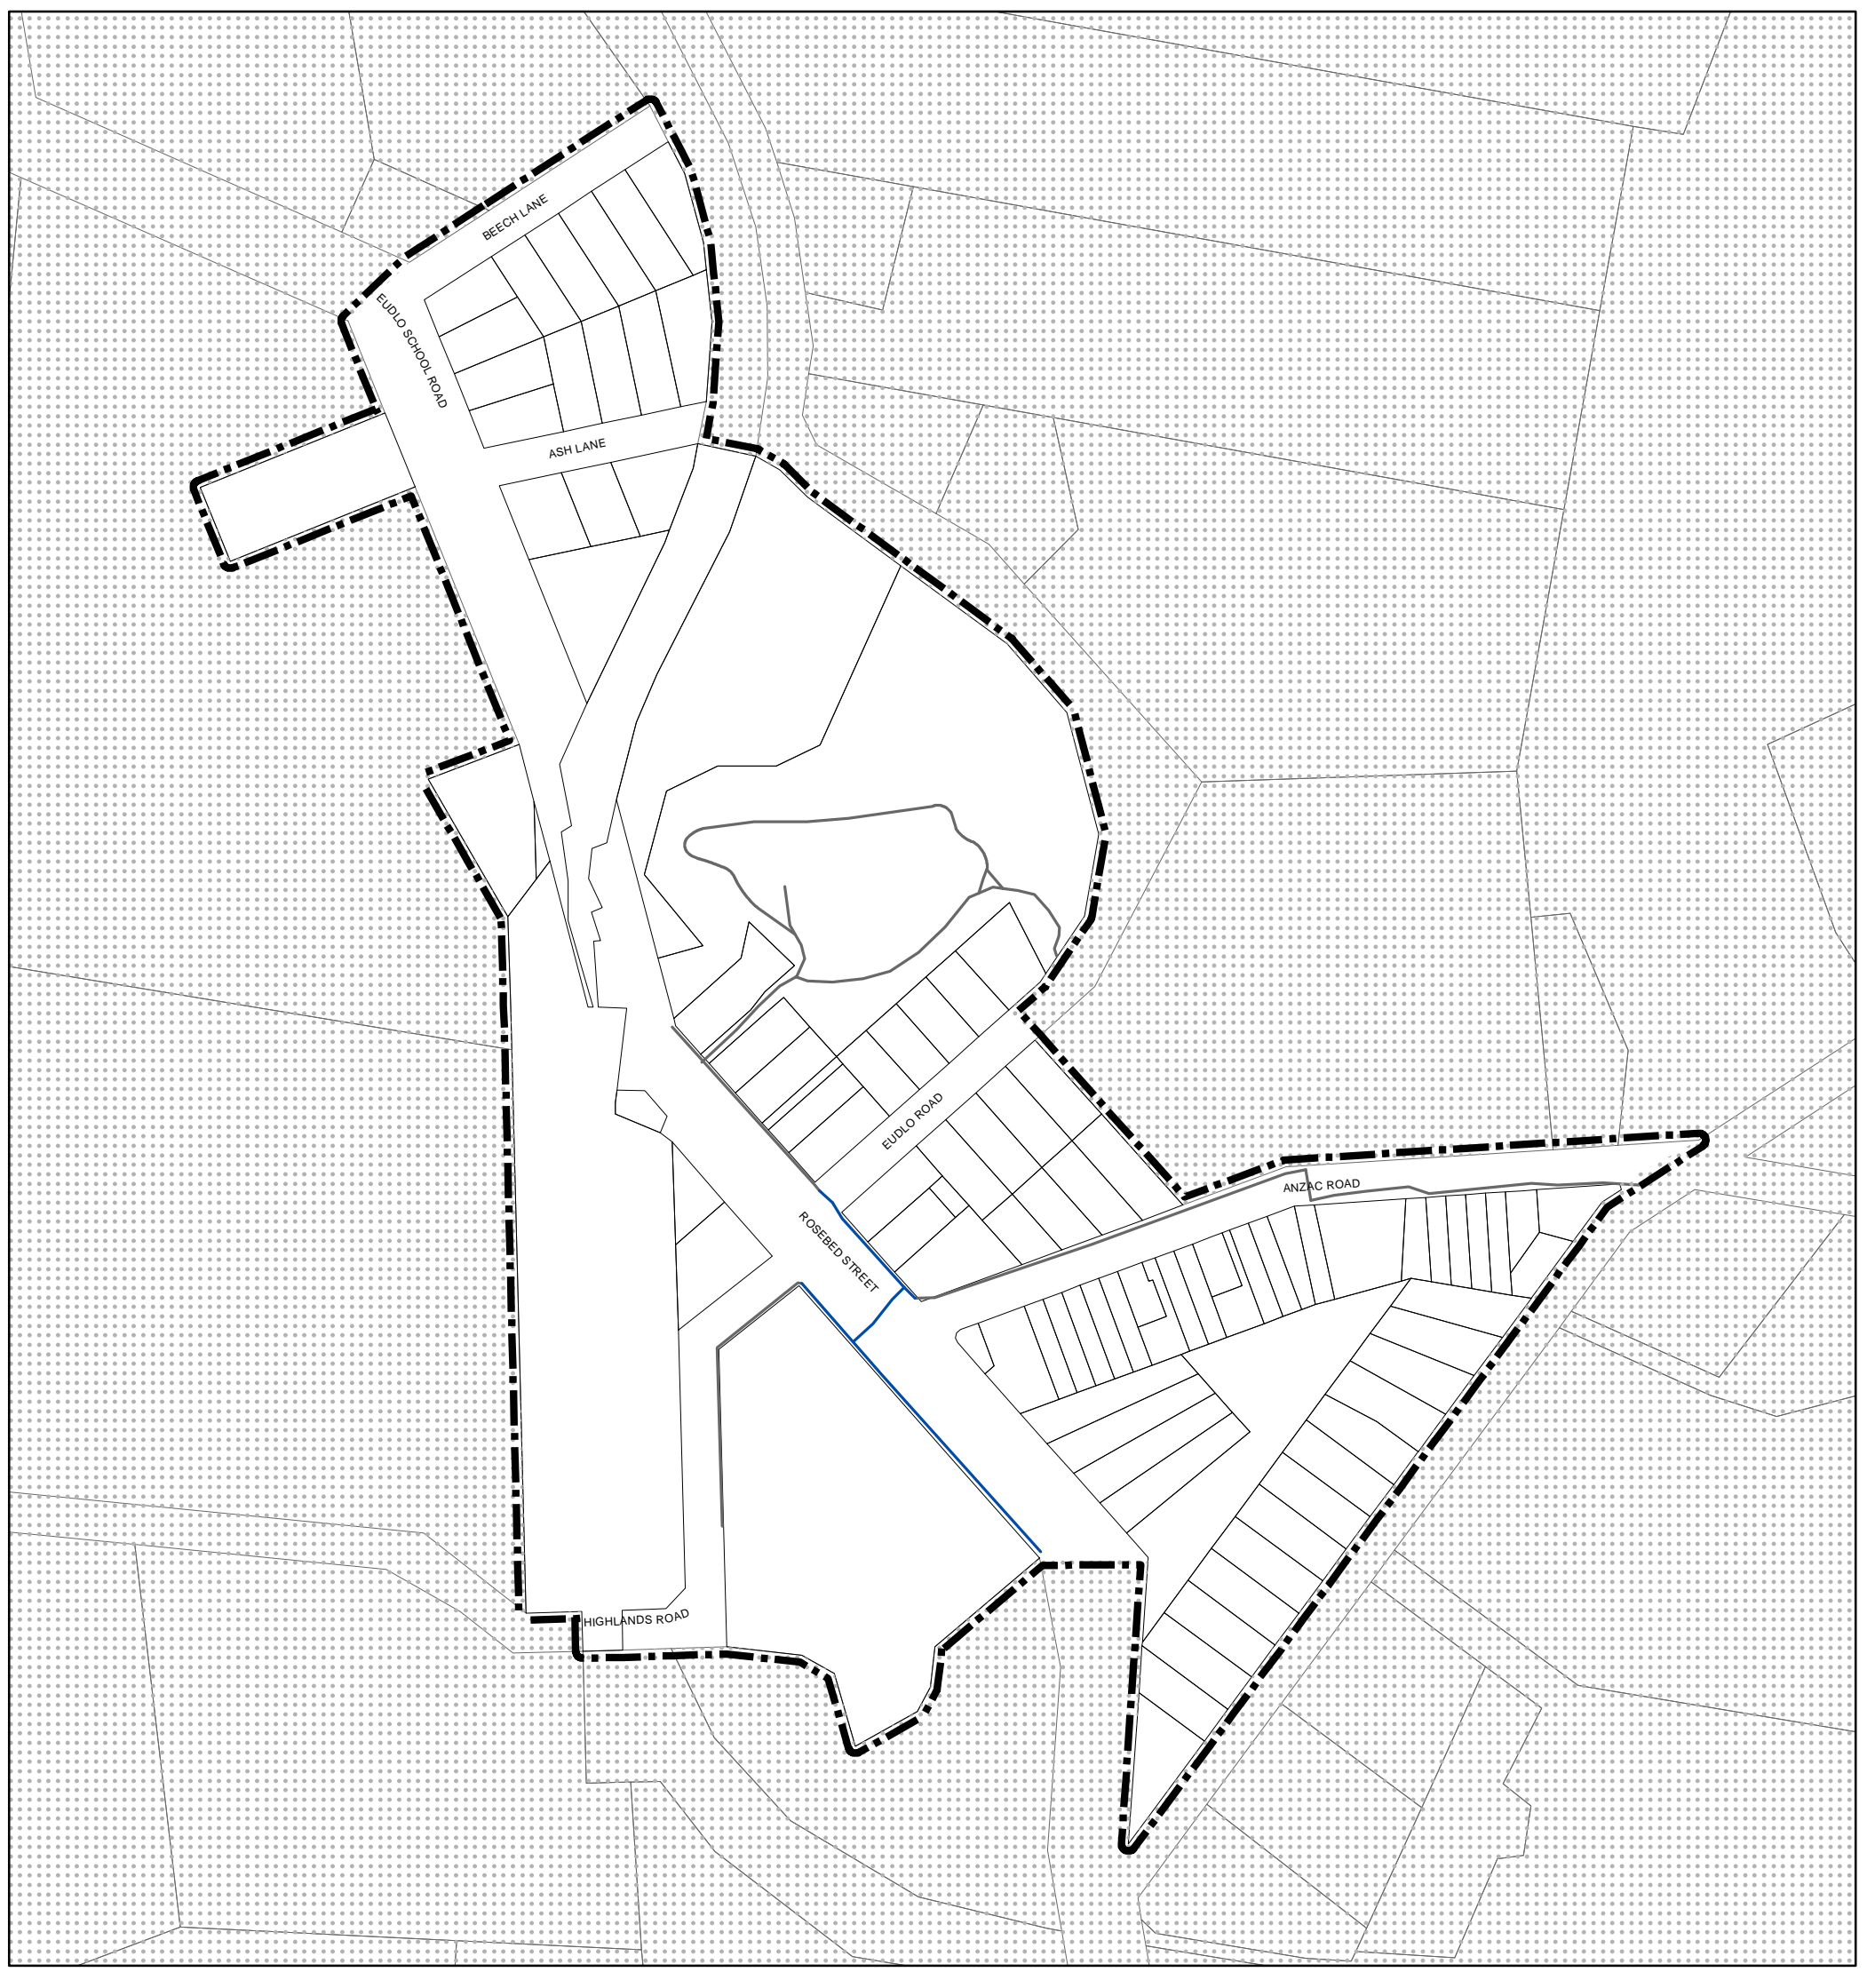 BEECH LANE
EUDLO SCHOOL ROAD
ASH LANE
EUDLO ROAD
ANZAC ROAD
ROSEBED STREET
HIGHLANDS ROAD